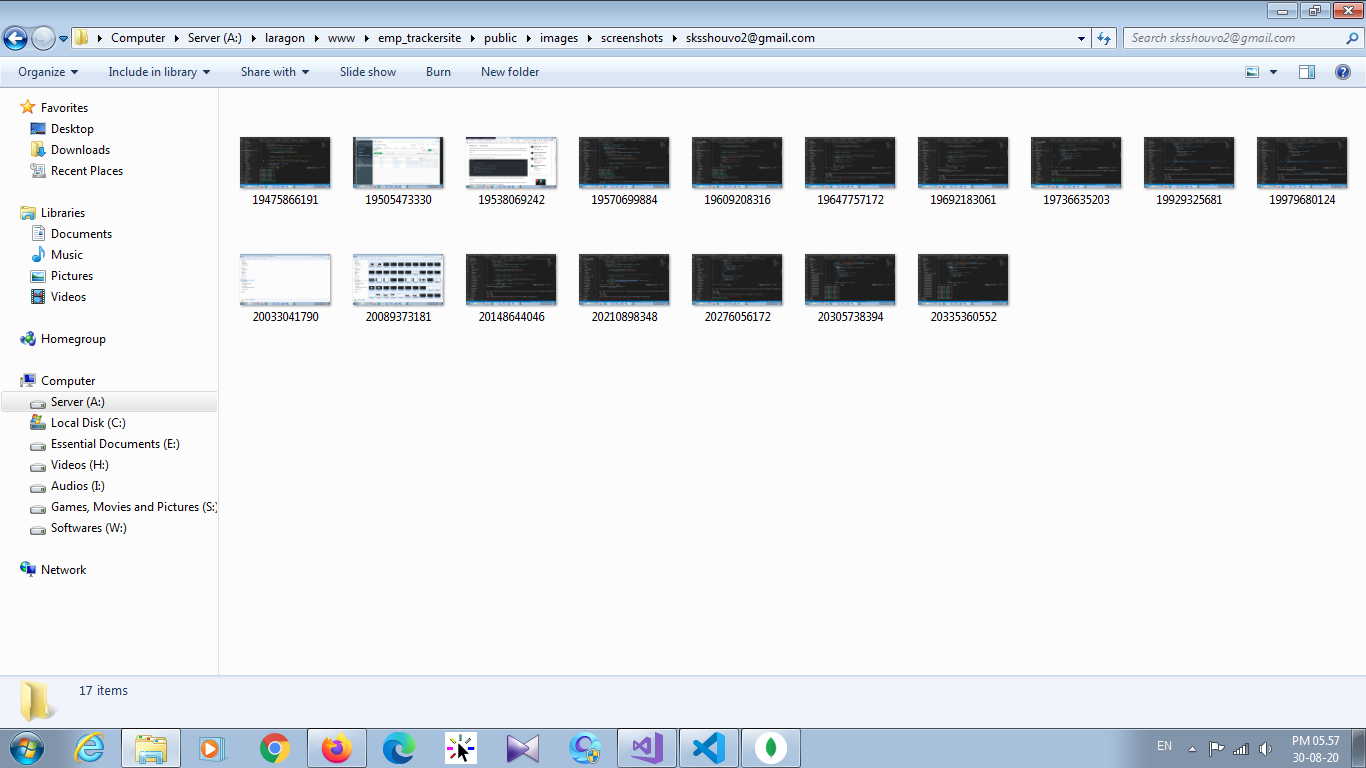 Computer Server (A:) laragon www emp_trackersite public images screenshots sksshouvo2@gmail.com
Search sksshouvo2@gmail.com
Organize Include in library Share with Slide show Burn New folder
Favorites
Desktop
Downloads
Recent Places
Libraries
Documents
Music
Pictures
Videos
Homegroup
Computer
Server (A:)
Local Disk (C:)
Essential Documents (E:)
Videos (H:)
Audios (I:)
Games, Movies and Pictures (S:)
Softwares (W:)
Network
19475866191 19505473330 19538069242 19570699884 19609208316 19647757172 19692183061 19736635203 19929325681 19979680124
20033041790 20089373181 20148644046 20210898348 20276056172 20305738394 20335360552
17 items
EN
PM 05.57
30-08-20